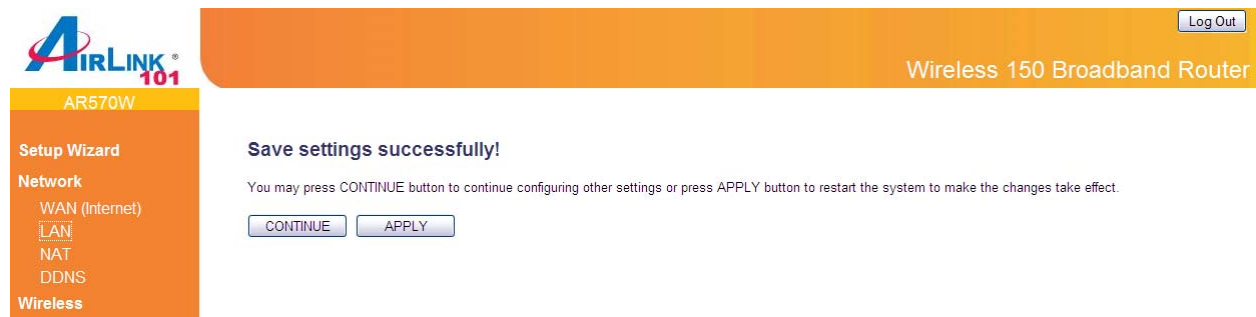 Log Out
AIRLINK ®
101
Wireless 150 Broadband Router
AR570W
Setup Wizard
Network
WAN (Internet)
LAN
NAT
DDNS
Wireless
Save settings successfully!
You may press CONTINUE button to continue configuring other settings or press APPLY button to restart the system to make the changes take effect.
CONTINUE APPLY